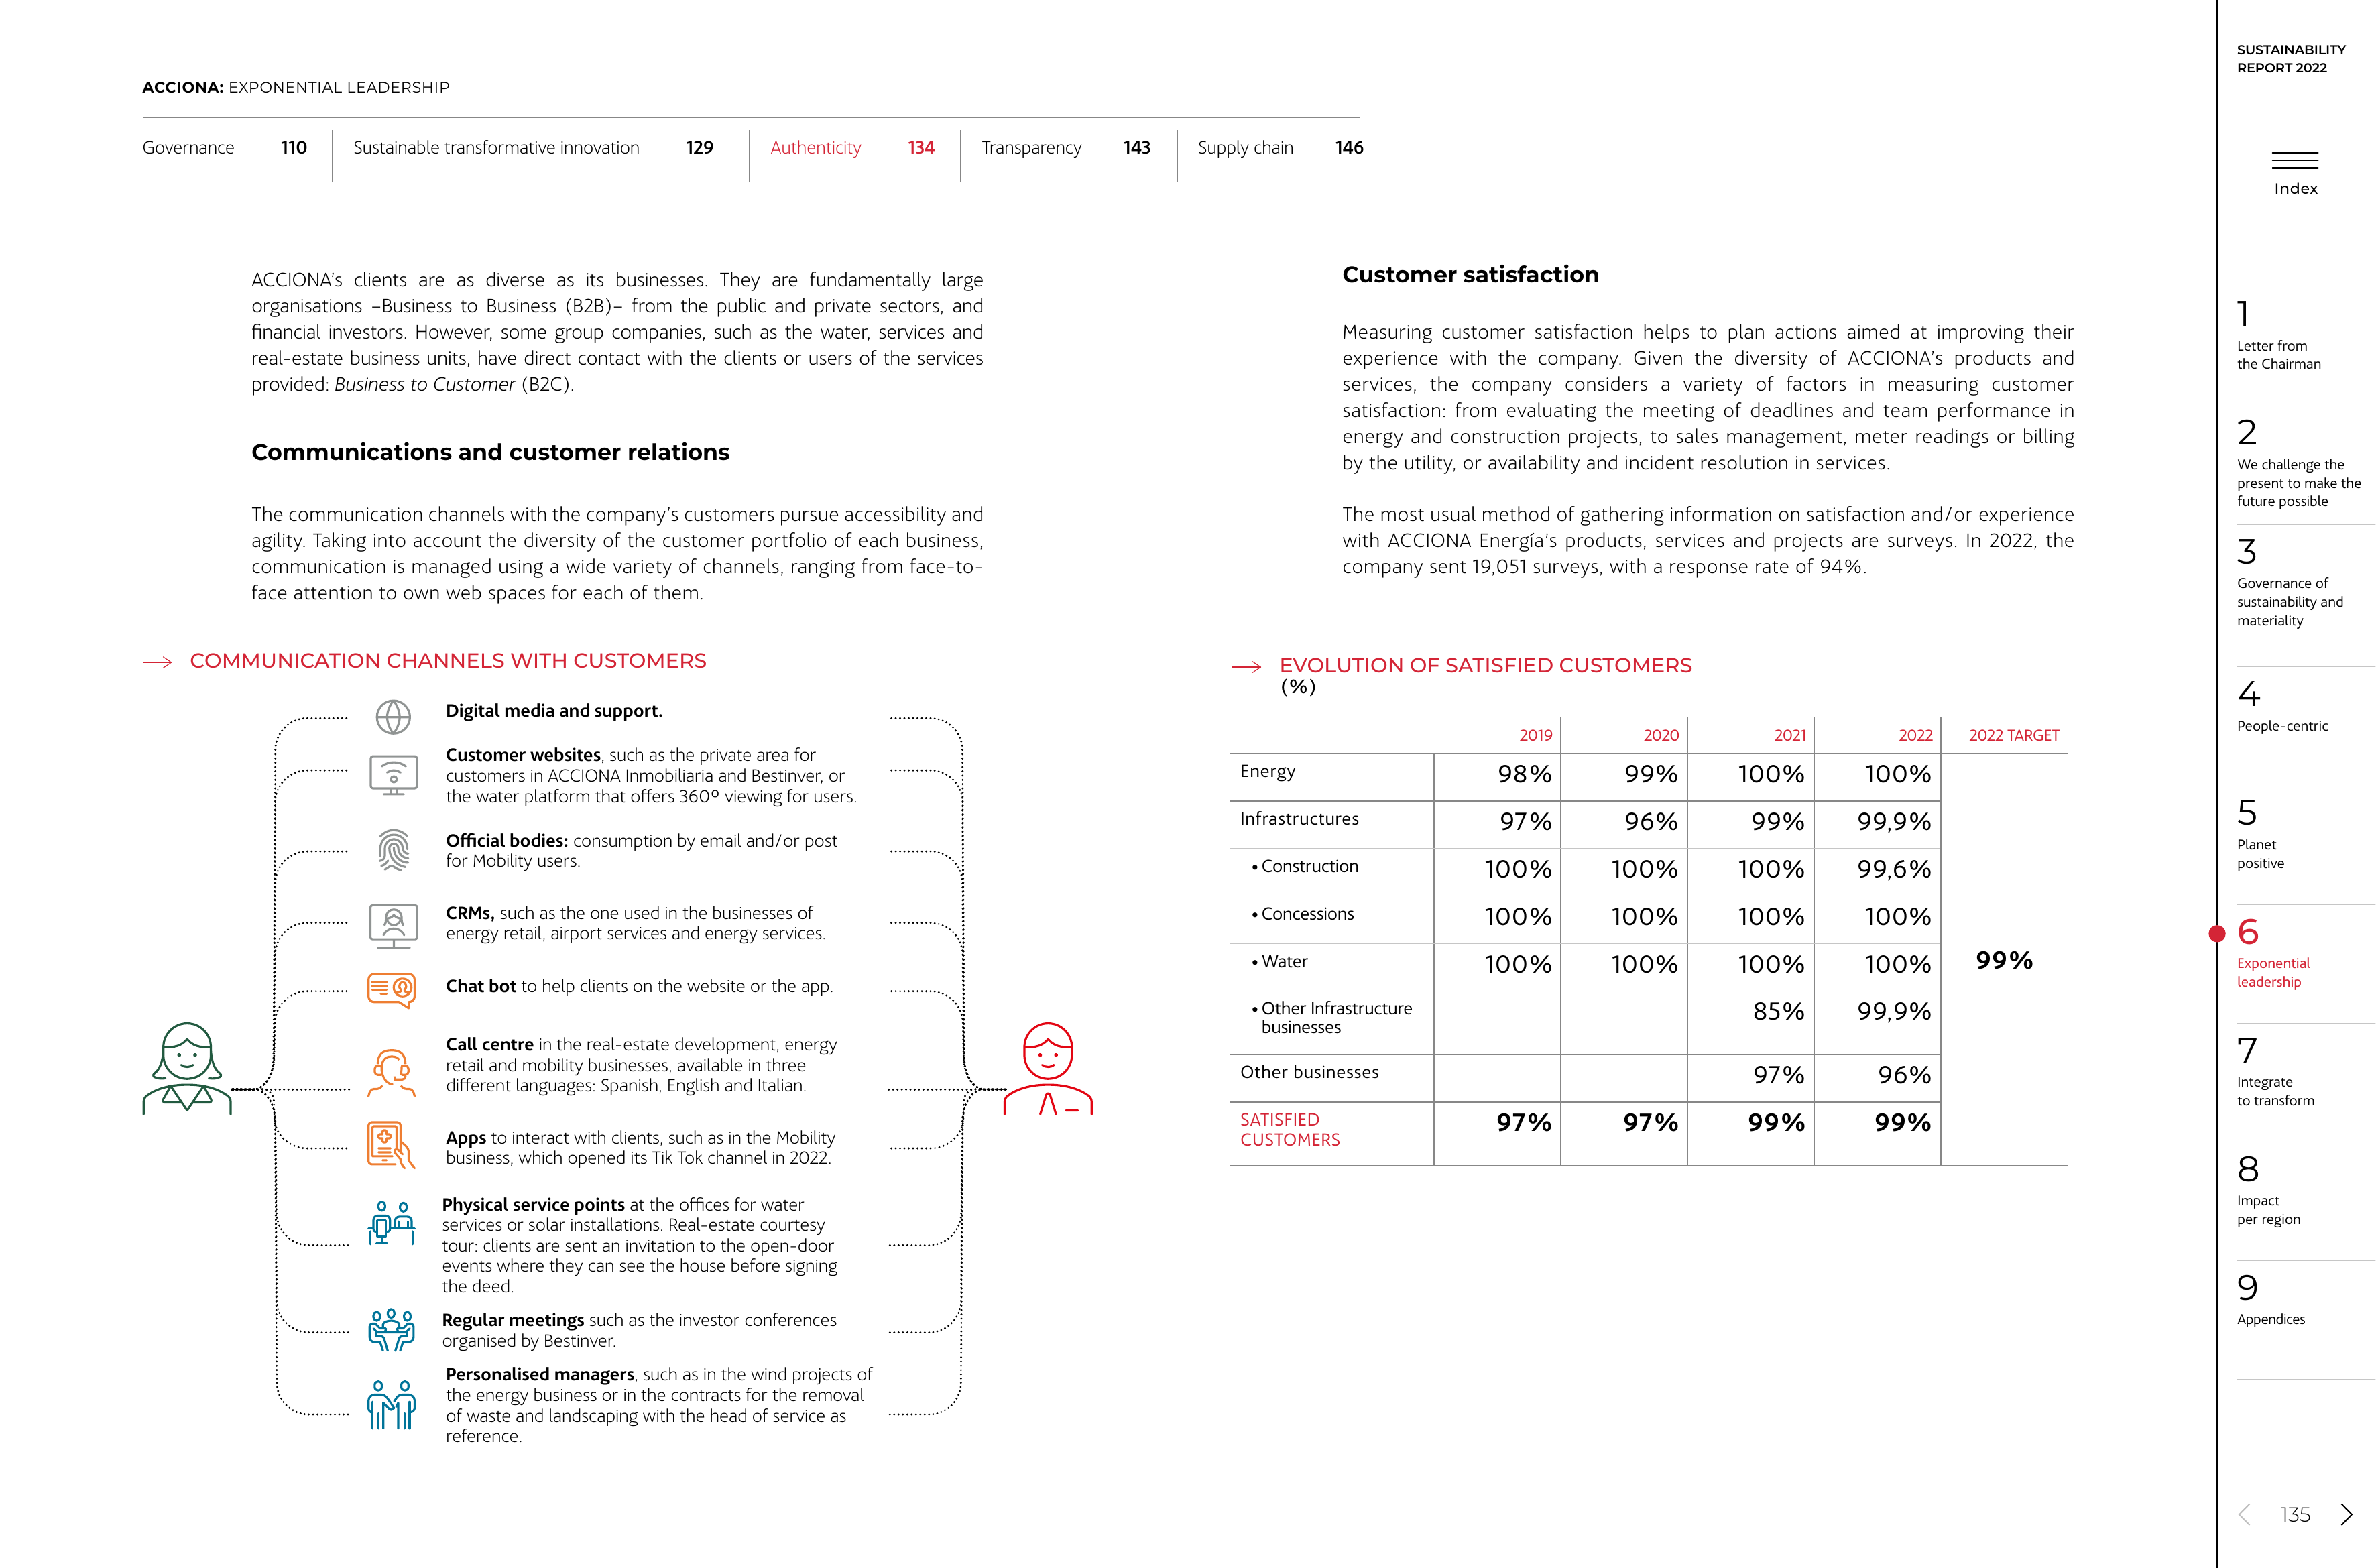 ACCIONA: EXPONENTIAL LEADERSHIP
Governance 110
Sustainable transformative innovation 129
Authenticity 134
Transparency 143
Supply chain 146
ACCIONA's clients are as diverse as its businesses. They are fundamentally large
organisations –Business to Business (B2B)– from the public and private sectors, and
financial investors. However, some group companies, such as the water, services and
real-estate business units, have direct contact with the clients or users of the services
provided: Business to Customer (B2C).
Communications and customer relations
The communication channels with the company's customers pursue accessibility and
agility. Taking into account the diversity of the customer portfolio of each business,
communication is managed using a wide variety of channels, ranging from face-to-
face attention to own web spaces for each of them.
COMMUNICATION CHANNELS WITH CUSTOMERS
Digital media and support.
Customer websites, such as the private area for
customers in ACCIONA Inmobiliaria and Bestinver, or
the water platform that offers 360º viewing for users.
Official bodies: consumption by email and/or post
for Mobility users.
CRMs, such as the one used in the businesses of
energy retail, airport services and energy services.
Chat bot to help clients on the website or the app.
Call centre in the real-estate development, energy
retail and mobility businesses, available in three
different languages: Spanish, English and Italian.
Apps to interact with clients, such as in the Mobility
business, which opened its Tik Tok channel in 2022.
Physical service points at the offices for water
services or solar installations. Real-estate courtesy
tour: clients are sent an invitation to the open-door
events where they can see the house before signing
the deed.
Regular meetings such as the investor conferences
organised by Bestinver.
Personalised managers, such as in the wind projects of
the energy business or in the contracts for the removal
of waste and landscaping with the head of service as
reference.
Customer satisfaction
Measuring customer satisfaction helps to plan actions aimed at improving their
experience with the company. Given the diversity of ACCIONA's products and
services, the company considers a variety of factors in measuring customer
satisfaction: from evaluating the meeting of deadlines and team performance in
energy and construction projects, to sales management, meter readings or billing
by the utility, or availability and incident resolution in services.
The most usual method of gathering information on satisfaction and/or experience
with ACCIONA Energía's products, services and projects are surveys. In 2022, the
company sent 19,051 surveys, with a response rate of 94%.
EVOLUTION OF SATISFIED CUSTOMERS
(%)
2019 2020 2021 2022 2022 TARGET
Energy 98% 99% 100% 100%
Infrastructures 97% 96% 99% 99,9%
• Construction 100% 100% 100% 99,6%
• Concessions 100% 100% 100% 100%
• Water 100% 100% 100% 100%
99%
• Other Infrastructure
businesses 85% 99,9%
Other businesses 97% 96%
SATISFIED
CUSTOMERS 97% 97% 99% 99%
SUSTAINABILITY
REPORT 2022
Index
1
Letter from
the Chairman
2
We challenge the
present to make the
future possible
3
Governance of
sustainability and
materiality
4
People-centric
5
Planet
positive
6
Exponential
leadership
7
Integrate
to transform
8
Impact
per region
9
Appendices
135